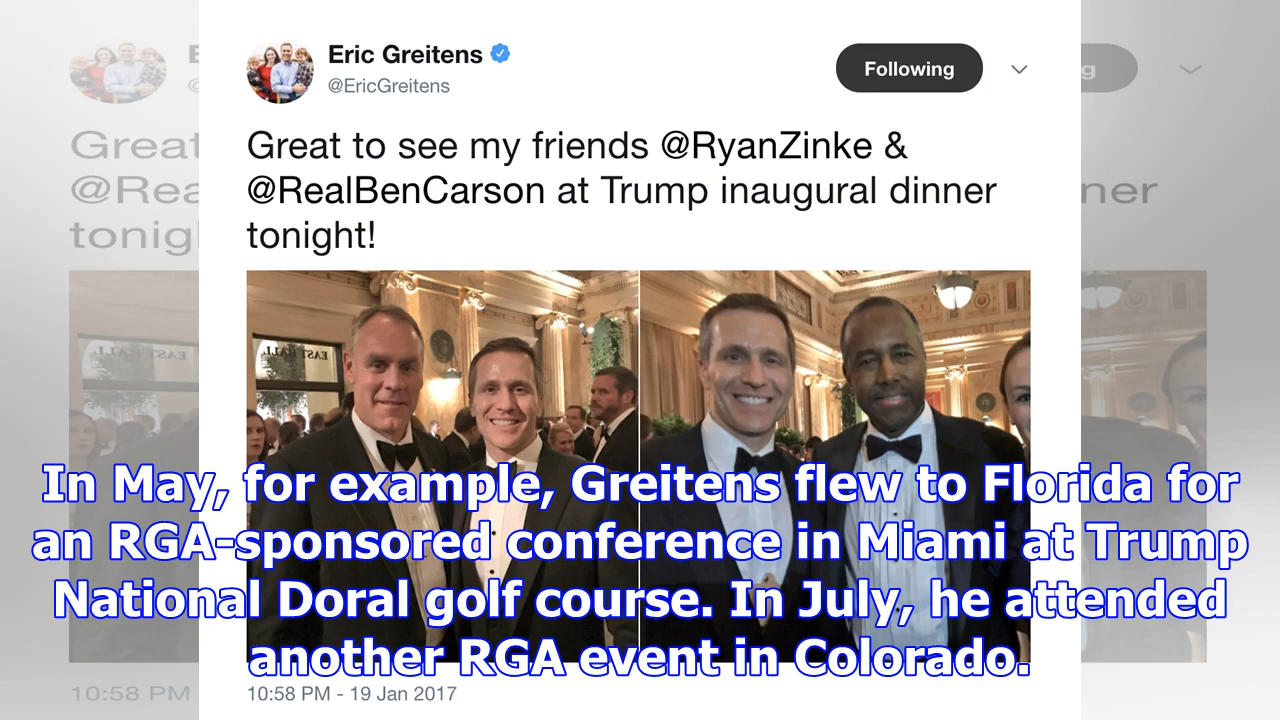 Eric Greitens
@EricGreitens
Following
Great to see my friends @RyanZinke &
@RealBenCarson at Trump inaugural dinner
tonight!
EAST HALL
In May, for example, Greitens flew to Florida for
an RGA-sponsored conference in Miami at Trump
National Doral golf course. In July, he attended
another RGA event in Colorado.
10:58 PM - 19 Jan 2017